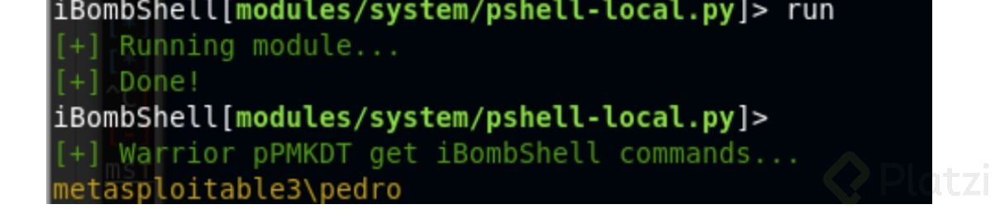 iBombShell[modules/system/pshell-local.py]> run
[+] Running module...
[+] Done!
iBombShell[modules/system/pshell-local.py]>
[+] Warrior pPMKDT get iBombShell commands...
metasploitable3\pedro
Platzi